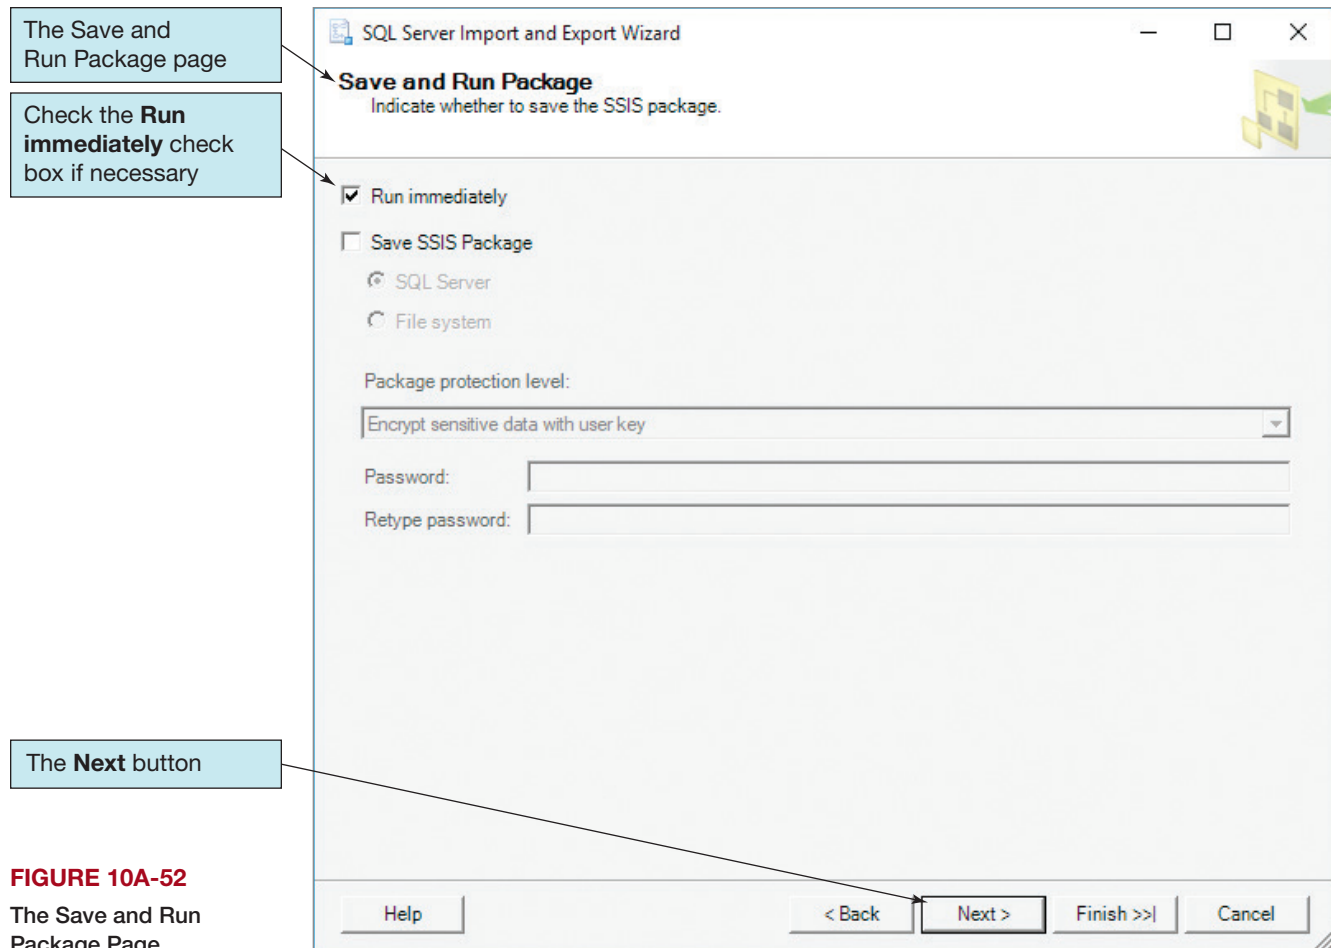 The Save and
Run Package page
Check the Run
immediately check
box if necessary
The Next button
FIGURE 10A-52
The Save and Run
Package Page
SQL Server Import and Export Wizard
Save and Run Package
Indicate whether to save the SSIS package.
Run immediately
Save SSIS Package
SQL Server
File system
Package protection level:
Encrypt sensitive data with user key
Password:
Retype password:
Help
< Back
Next >
Finish >>|
Cancel